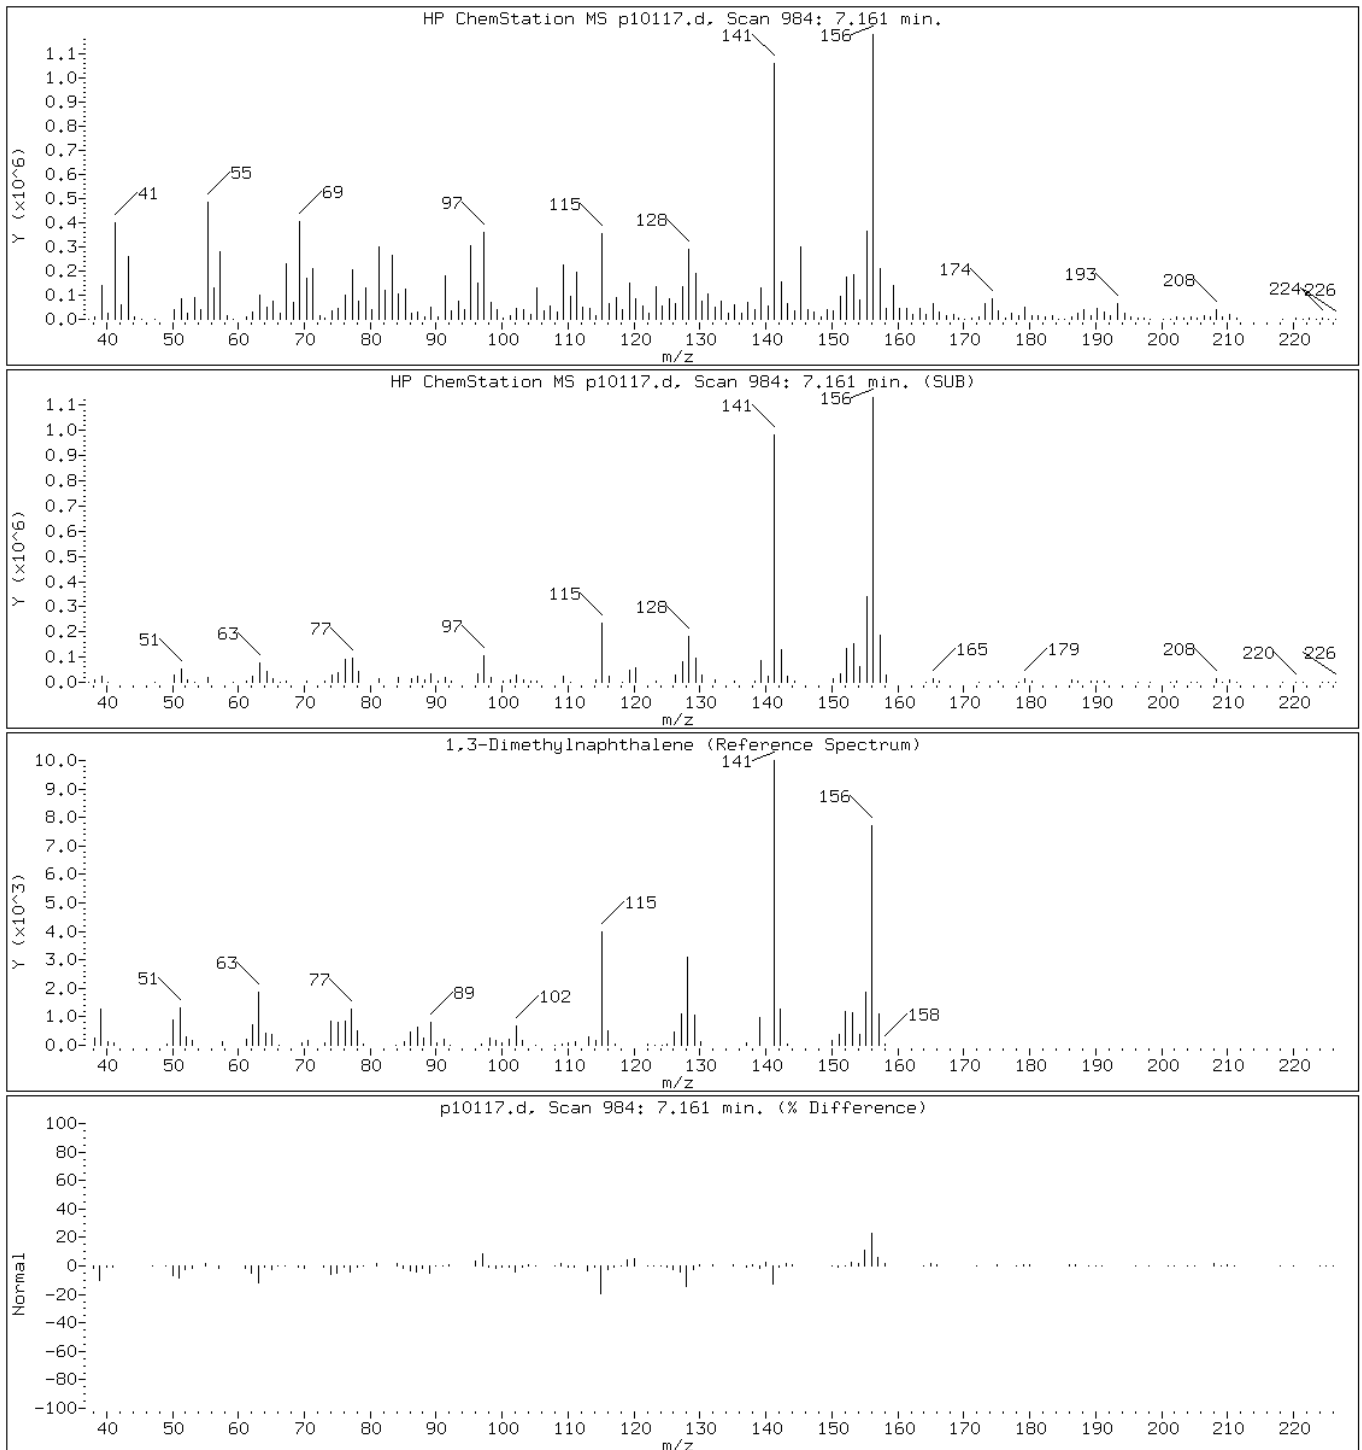 HP ChemStation MS p10117.d, Scan 984: 7.161 min.
Y (x10^6)
1.1
1.0
0.9
0.8
0.7
0.6
0.5
0.4
0.3
0.2
0.1
0.0
41 55 69 97 115 128 141 156 174 193 208 224 226
40 50 60 70 80 90 100 110 120 130 140 150 160 170 180 190 200 210 220
m/z
HP ChemStation MS p10117.d, Scan 984: 7.161 min. (SUB)
Y (x10^6)
1.1
1.0
0.9
0.8
0.7
0.6
0.5
0.4
0.3
0.2
0.1
0.0
51 63 77 97 115 128 141 156 165 179 208 220 226
40 50 60 70 80 90 100 110 120 130 140 150 160 170 180 190 200 210 220
m/z
1,3-Dimethylnaphthalene (Reference Spectrum)
Y (x10^3)
10.0
9.0
8.0
7.0
6.0
5.0
4.0
3.0
2.0
1.0
0.0
51 63 77 89 102 115 141 156 158
40 50 60 70 80 90 100 110 120 130 140 150 160 170 180 190 200 210 220
m/z
p10117.d, Scan 984: 7.161 min. (% Difference)
Normal
100
80
60
40
20
0
-20
-40
-60
-80
-100
40 50 60 70 80 90 100 110 120 130 140 150 160 170 180 190 200 210 220
m/z